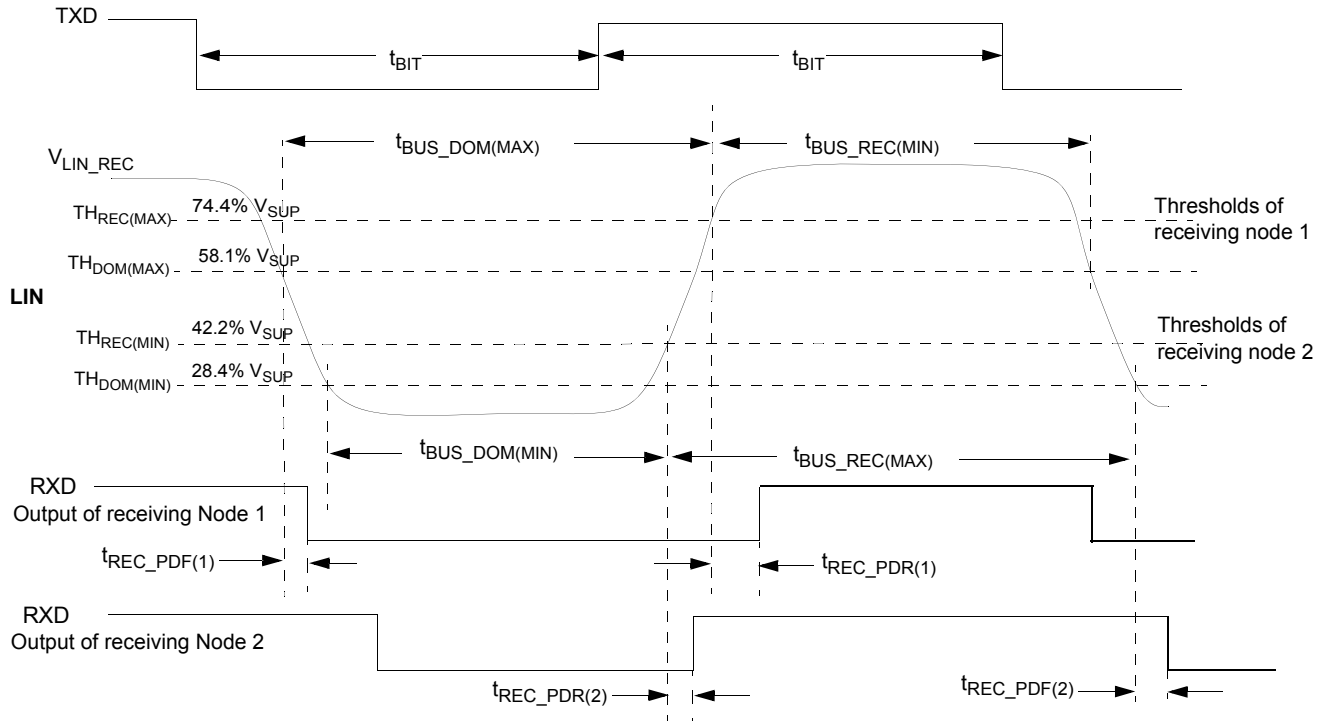 TXD
tBIT
tBIT
tBUS_DOM(MAX)
tBUS_REC(MIN)
VLIN_REC
THREC(MAX) 74.4% VSUP
Thresholds of
receiving node 1
THDOM(MAX) 58.1% VSUP
LIN
THREC(MIN) 42.2% VSUP
Thresholds of
receiving node 2
THDOM(MIN) 28.4% VSUP
tBUS_DOM(MIN)
tBUS_REC(MAX)
RXD
Output of receiving Node 1
tREC_PDF(1)
tREC_PDR(1)
RXD
Output of receiving Node 2
tREC_PDR(2)
tREC_PDF(2)